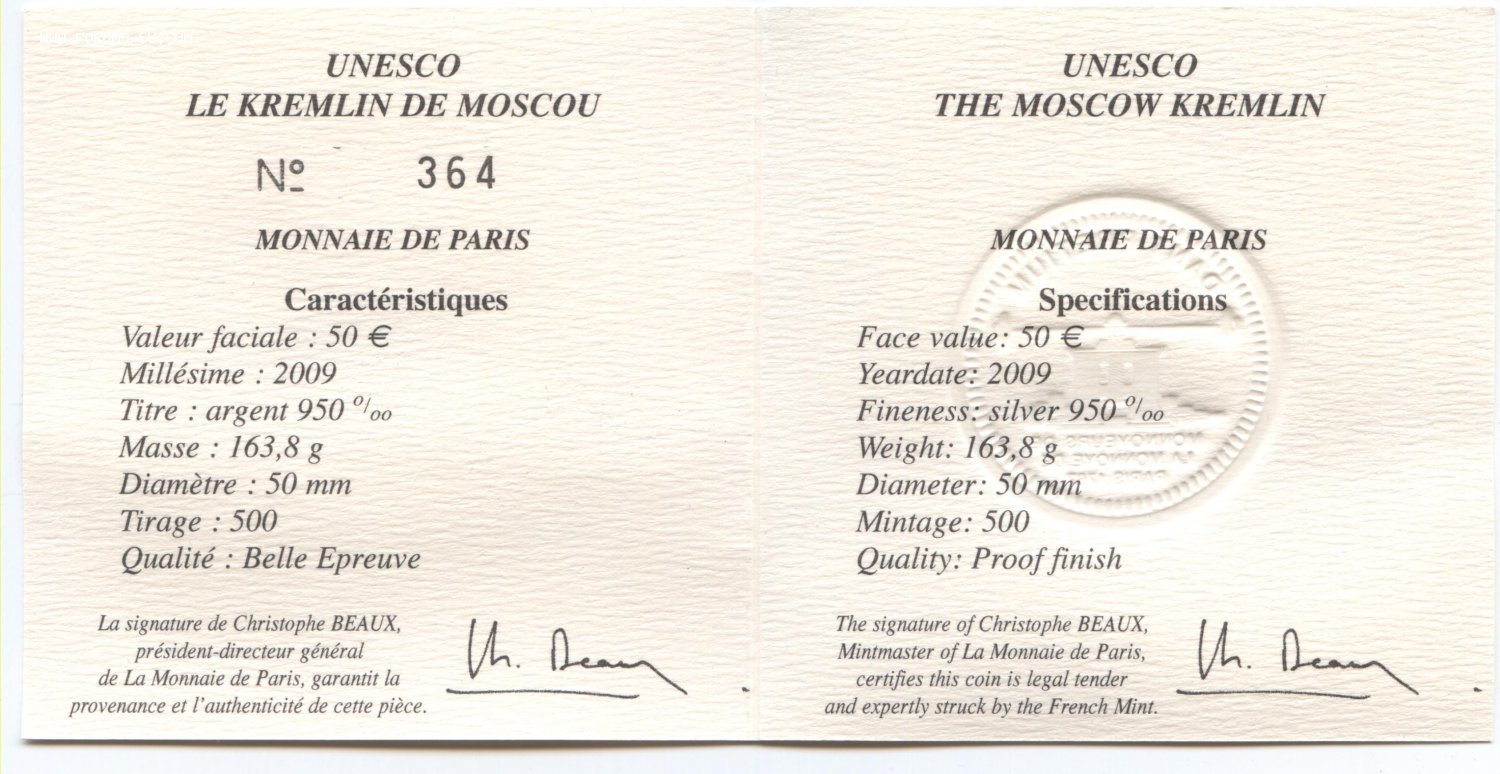 UNESCO
LE KREMLIN DE MOSCOU
Nº 364
MONNAIE DE PARIS
Caractéristiques
Valeur faciale : 50 €
Millésime : 2009
Titre : argent 950 º/ºº
Masse : 163,8 g
Diamètre : 50 mm
Tirage : 500
Qualité : Belle Epreuve
La signature de Christophe BEAUX,
président-directeur général
de La Monnaie de Paris, garantit la
provenance et l'authenticité de cette pièce.
Ch. Beaux
UNESCO
THE MOSCOW KREMLIN
MONNAIE DE PARIS
Specifications
Face value: 50 €
Yeardate: 2009
Fineness: silver 950 º/ºº
Weight: 163,8 g
Diameter: 50 mm
Mintage: 500
Quality: Proof finish
The signature of Christophe BEAUX,
Mintmaster of La Monnaie de Paris,
certifies this coin is legal tender
and expertly struck by the French Mint.
Ch. Beaux